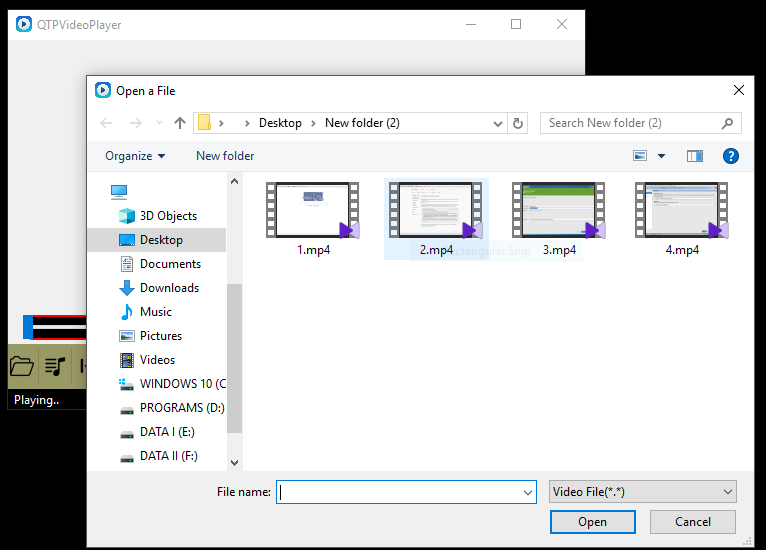 QTPVideoPlayer
Open a File
Desktop
New folder (2)
Search New folder (2)
Organize
New folder
3D Objects
Desktop
Documents
Downloads
Music
Pictures
Videos
WINDOWS 10 (C
PROGRAMS (D:)
DATA I (E:)
DATA II (F:)
1.mp4
2.mp4
3.mp4
4.mp4
Rectangular Snip
Playing..
File name:
Video File(*.*)
Open
Cancel